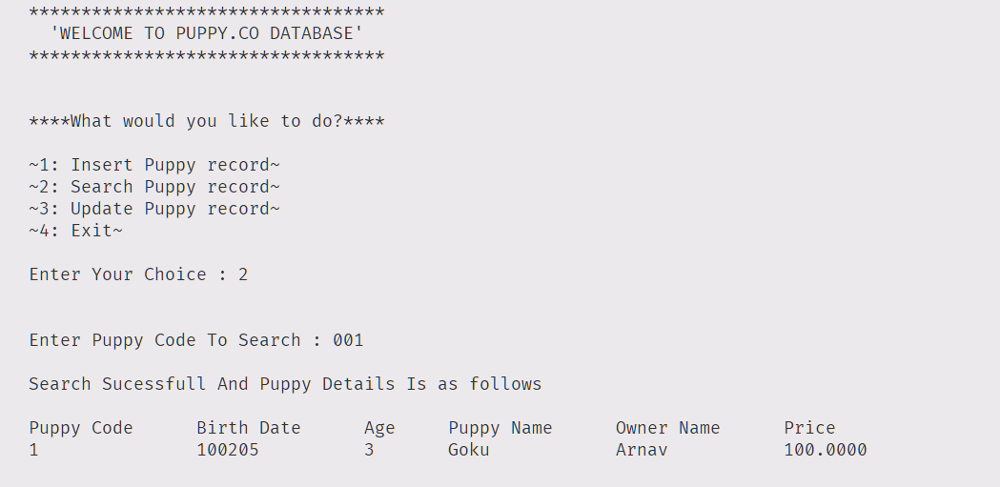 **********************************
'WELCOME TO PUPPY.CO DATABASE'
**********************************
****What would you like to do?****
~1: Insert Puppy record~
~2: Search Puppy record~
~3: Update Puppy record~
~4: Exit~
Enter Your Choice : 2
Enter Puppy Code To Search : 001
Search Sucessfull And Puppy Details Is as follows
Puppy Code Birth Date Age Puppy Name Owner Name Price
1 100205 3 Goku Arnav 100.0000